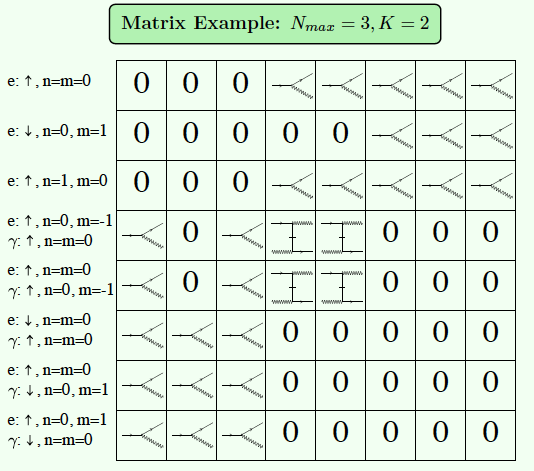 Matrix Example: N_max = 3, K = 2
e: ↑, n=m=0 0 0 0
e: ↓, n=0, m=1 0 0 0 0 0
e: ↑, n=1, m=0 0 0 0
e: ↑, n=0, m=-1
γ: ↑, n=m=0 0 0 0 0
e: ↑, n=m=0
γ: ↑, n=0, m=-1 0 0 0 0
e: ↓, n=m=0
γ: ↑, n=m=0 0 0 0 0 0
e: ↑, n=m=0
γ: ↓, n=0, m=1 0 0 0 0 0
e: ↑, n=0, m=1
γ: ↓, n=m=0 0 0 0 0 0